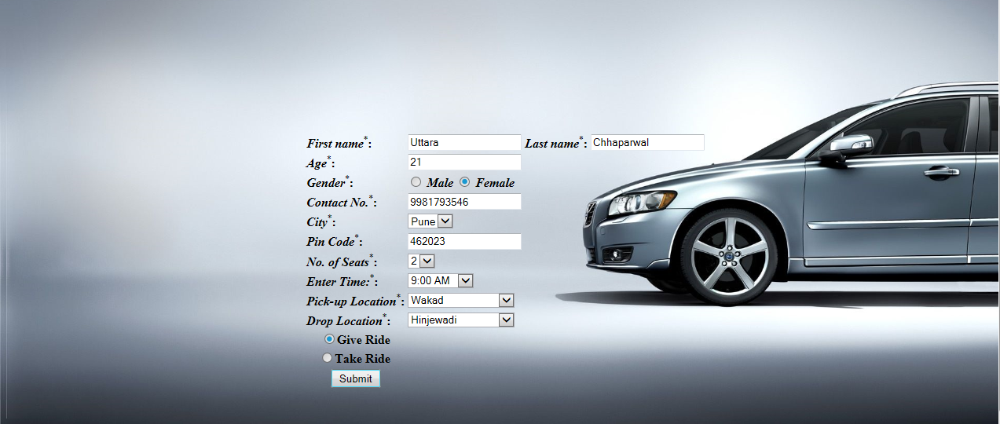 First name*: Uttara Last name*: Chhaparwal
Age*: 21
Gender*: Male Female
Contact No.*: 9981793546
City*: Pune
Pin Code*: 462023
No. of Seats*: 2
Enter Time:*: 9:00 AM
Pick-up Location*: Wakad
Drop Location*: Hinjewadi
Give Ride
Take Ride
Submit